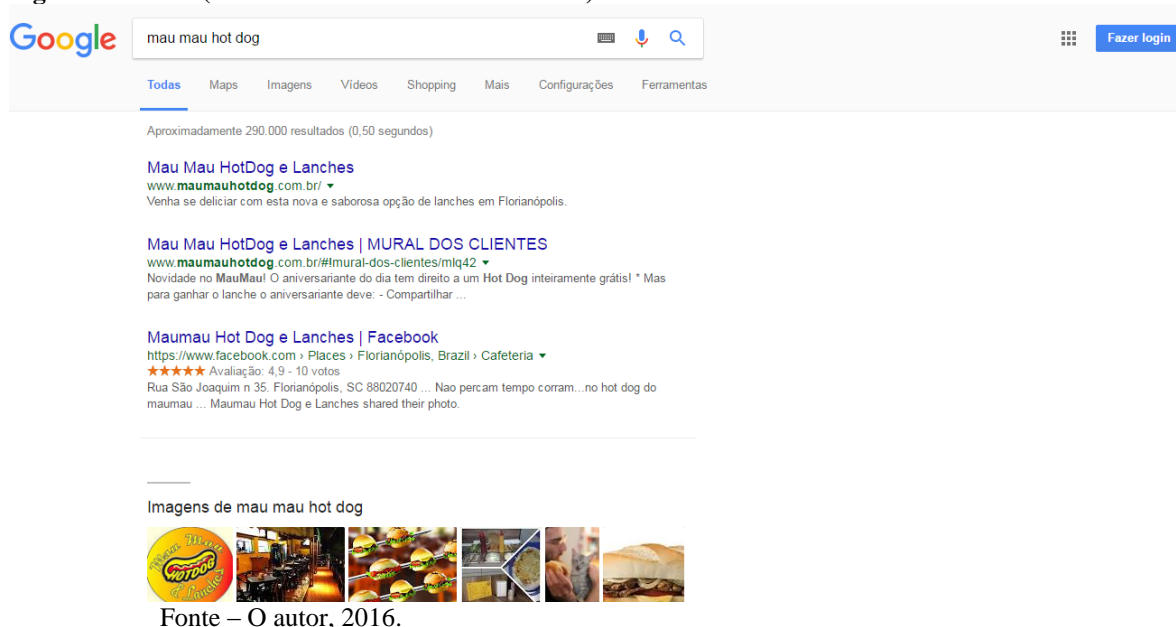 Google
mau mau hot dog
Fazer login
Todas Maps Imagens Vídeos Shopping Mais Configurações Ferramentas
Aproximadamente 290.000 resultados (0,50 segundos)
Mau Mau HotDog e Lanches
www.maumauhotdog.com.br/
Venha se deliciar com esta nova e saborosa opção de lanches em Florianópolis.
Mau Mau HotDog e Lanches | MURAL DOS CLIENTES
www.maumauhotdog.com.br/#!mural-dos-clientes/mlq42
Novidade no MauMau! O aniversariante do dia tem direito a um Hot Dog inteiramente grátis! * Mas
para ganhar o lanche o aniversariante deve: - Compartilhar ...
Maumau Hot Dog e Lanches | Facebook
https://www.facebook.com › Places › Florianópolis, Brazil › Cafeteria
★★★★★ Avaliação: 4,9 - 10 votos
Rua São Joaquim n 35. Florianópolis, SC 88020740 ... Nao percam tempo corram...no hot dog do
maumau ... Maumau Hot Dog e Lanches shared their photo.
Imagens de mau mau hot dog
Mau Mau
HOTDOG
e Lanches
Fonte – O autor, 2016.